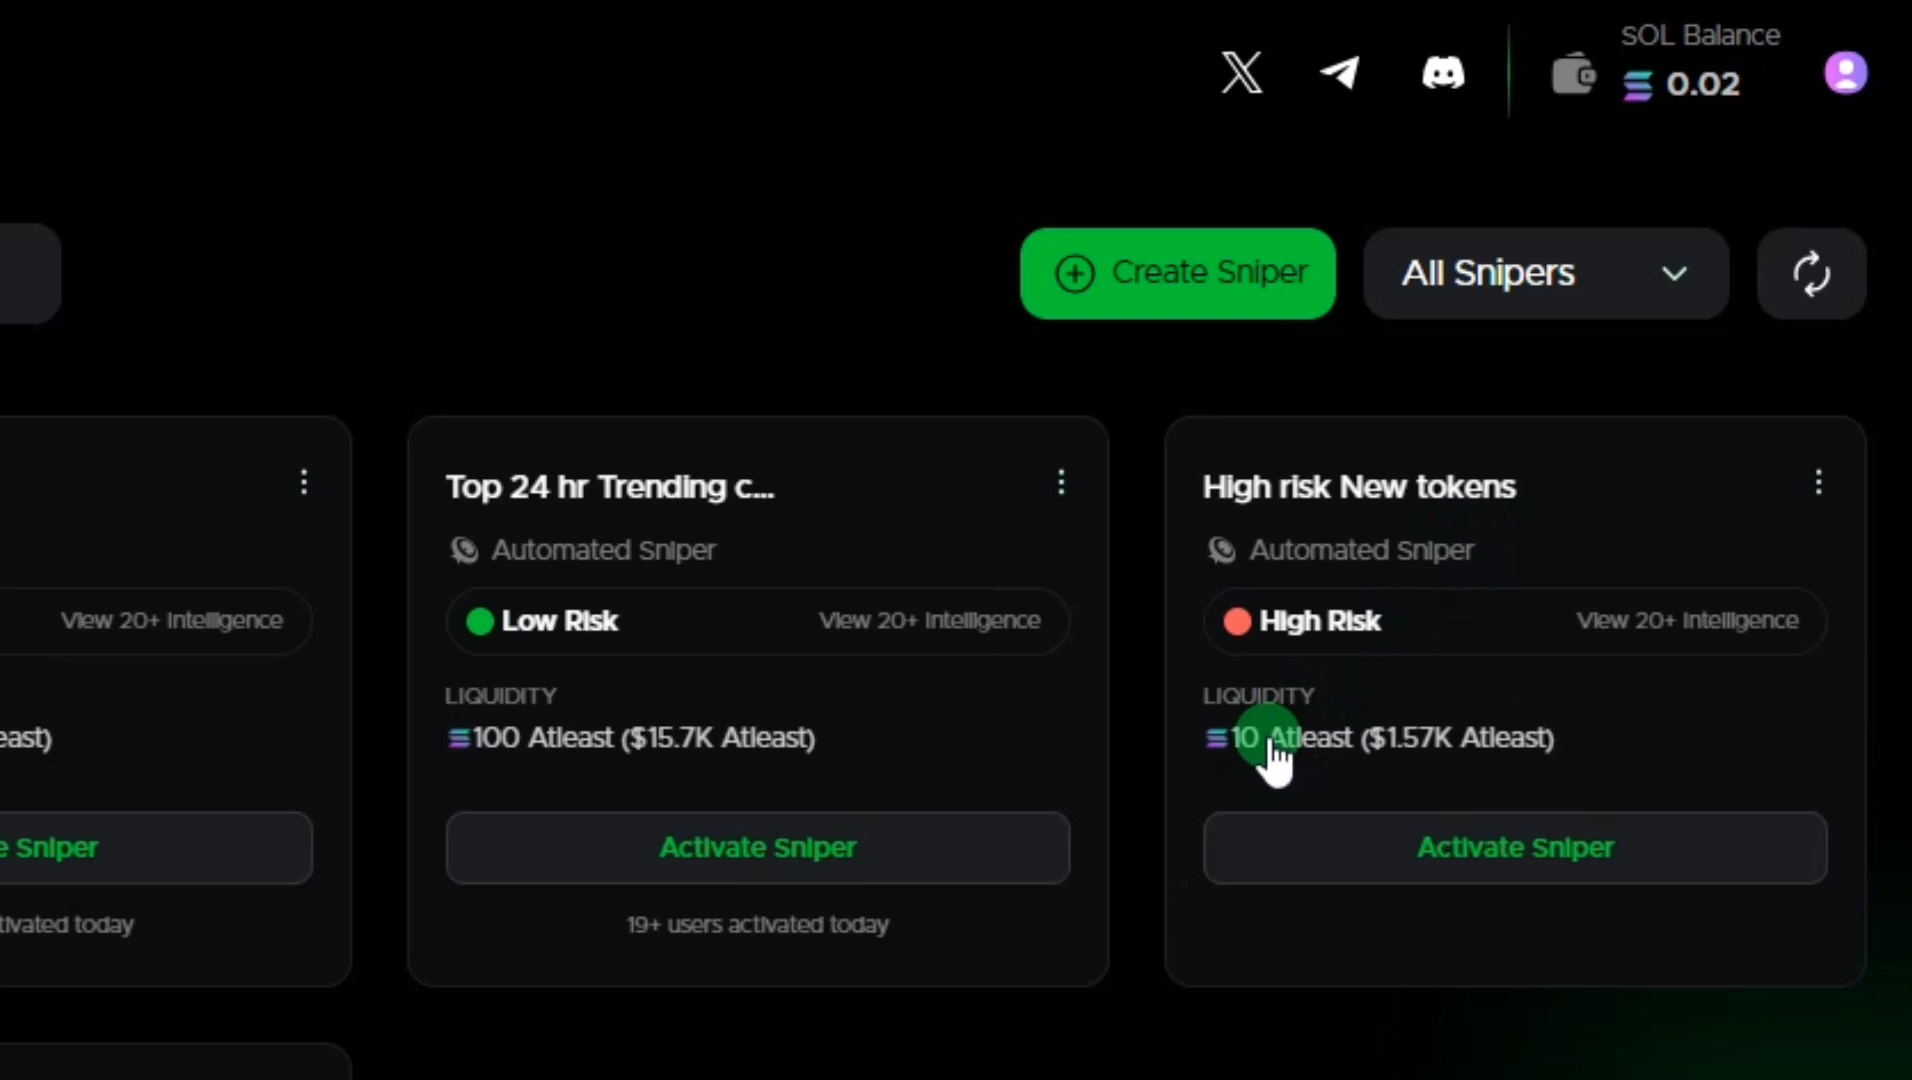 SOL Balance
0.02
Create Sniper
All Snipers
Top 24 hr Trending c...
High risk New tokens
Automated Sniper
Automated Sniper
View 20+ Intelligence
Low Risk
View 20+ Intelligence
High Risk
View 20+ Intelligence
LIQUIDITY
LIQUIDITY
east)
100 Atleast ($15.7K Atleast)
10 Atleast ($1.57K Atleast)
e Sniper
Activate Sniper
Activate Sniper
tivated today
19+ users activated today